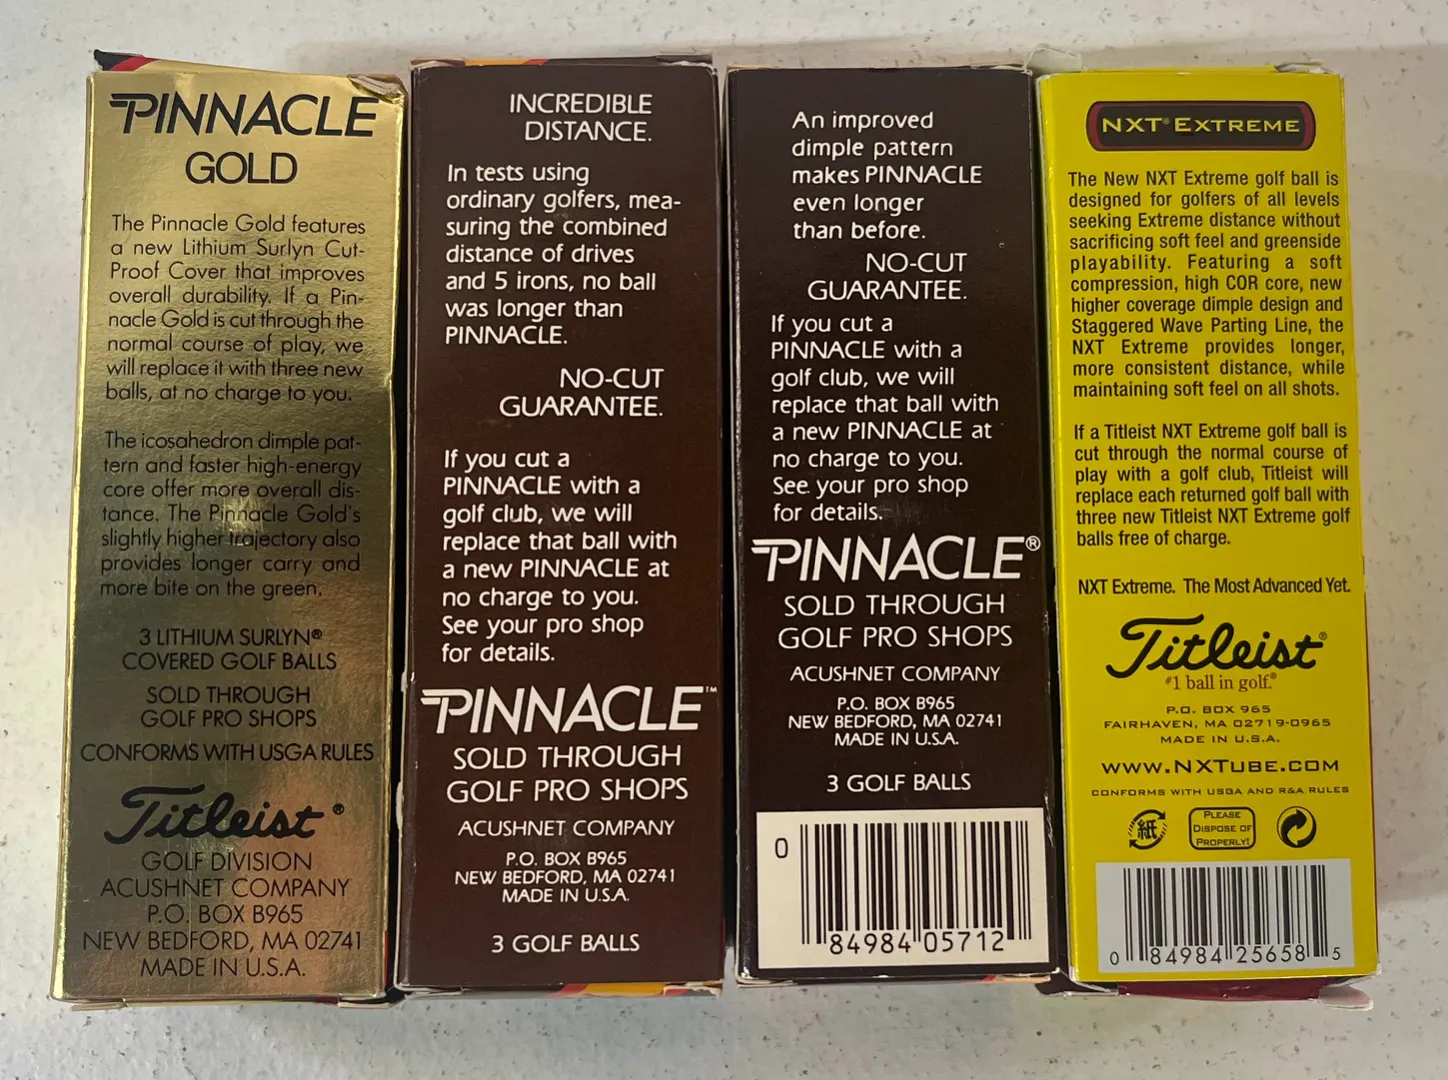 PINNACLE
GOLD
The Pinnacle Gold features
a new Lithium Surlyn Cut-
Proof Cover that improves
overall durability. If a Pin-
nacle Gold is cut through the
normal course of play, we
will replace it with three new
balls, at no charge to you.
The icosahedron dimple pat-
tern and faster high-energy
core offer more overall dis-
tance. The Pinnacle Gold's
slightly higher trajectory also
provides longer carry and
more bite on the green.
3 LITHIUM SURLYN®
COVERED GOLF BALLS
SOLD THROUGH
GOLF PRO SHOPS
CONFORMS WITH USGA RULES
Titleist®
GOLF DIVISION
ACUSHNET COMPANY
P.O. BOX B965
NEW BEDFORD, MA 02741
MADE IN U.S.A.
INCREDIBLE
DISTANCE.
In tests using
ordinary golfers, mea-
suring the combined
distance of drives
and 5 irons, no ball
was longer than
PINNACLE.
NO-CUT
GUARANTEE.
If you cut a
PINNACLE with a
golf club, we will
replace that ball with
a new PINNACLE at
no charge to you.
See your pro shop
for details.
PINNACLE™
SOLD THROUGH
GOLF PRO SHOPS
ACUSHNET COMPANY
P.O. BOX B965
NEW BEDFORD, MA 02741
MADE IN U.S.A.
3 GOLF BALLS
An improved
dimple pattern
makes PINNACLE
even longer
than before.
NO-CUT
GUARANTEE.
If you cut a
PINNACLE with a
golf club, we will
replace that ball with
a new PINNACLE at
no charge to you.
See your pro shop
for details.
PINNACLE®
SOLD THROUGH
GOLF PRO SHOPS
ACUSHNET COMPANY
P.O. BOX B965
NEW BEDFORD, MA 02741
MADE IN U.S.A.
3 GOLF BALLS
0 84984 05712
NXT® EXTREME
The New NXT Extreme golf ball is
designed for golfers of all levels
seeking Extreme distance without
sacrificing soft feel and greenside
playability. Featuring a soft
compression, high COR core, new
higher coverage dimple design and
Staggered Wave Parting Line, the
NXT Extreme provides longer,
more consistent distance, while
maintaining soft feel on all shots.
If a Titleist NXT Extreme golf ball is
cut through the normal course of
play with a golf club, Titleist will
replace each returned golf ball with
three new Titleist NXT Extreme golf
balls free of charge.
NXT Extreme. The Most Advanced Yet.
Titleist®
#1 ball in golf.®
P.O. BOX 965
FAIRHAVEN, MA 02719-0965
MADE IN U.S.A.
WWW.NXTUBE.COM
CONFORMS WITH USGA AND R&A RULES
紙
PLEASE
DISPOSE OF
PROPERLY!
0 84984 25658 5